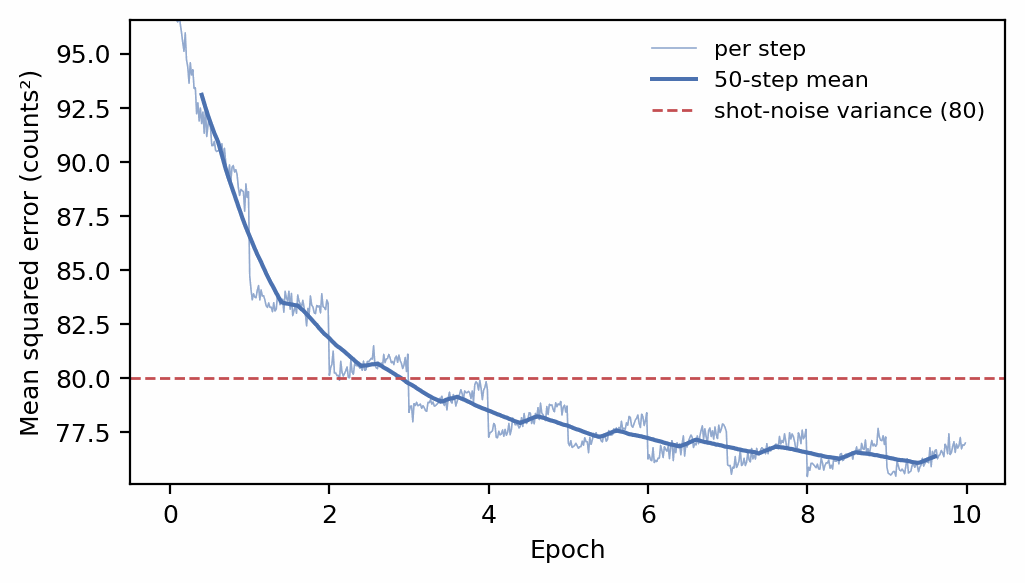 95.0
92.5
90.0
87.5
85.0
82.5
80.0
77.5
Mean squared error (counts²)
per step
50-step mean
shot-noise variance (80)
0 2 4 6 8 10
Epoch